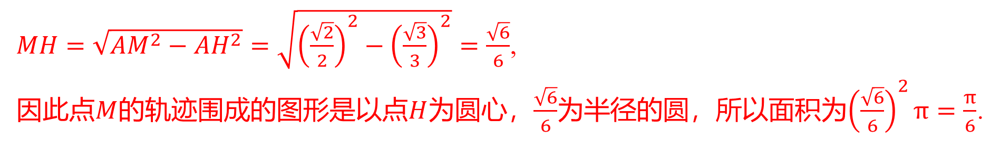 $MH = \sqrt{AM^2 - AH^2} = \sqrt{\left(\frac{\sqrt{2}}{2}\right)^2 - \left(\frac{\sqrt{3}}{3}\right)^2} = \frac{\sqrt{6}}{6}$,
因此点$M$的轨迹围成的图形是以点$H$为圆心，$\frac{\sqrt{6}}{6}$为半径的圆，所以面积为$\left(\frac{\sqrt{6}}{6}\right)^2 \pi = \frac{\pi}{6}$.